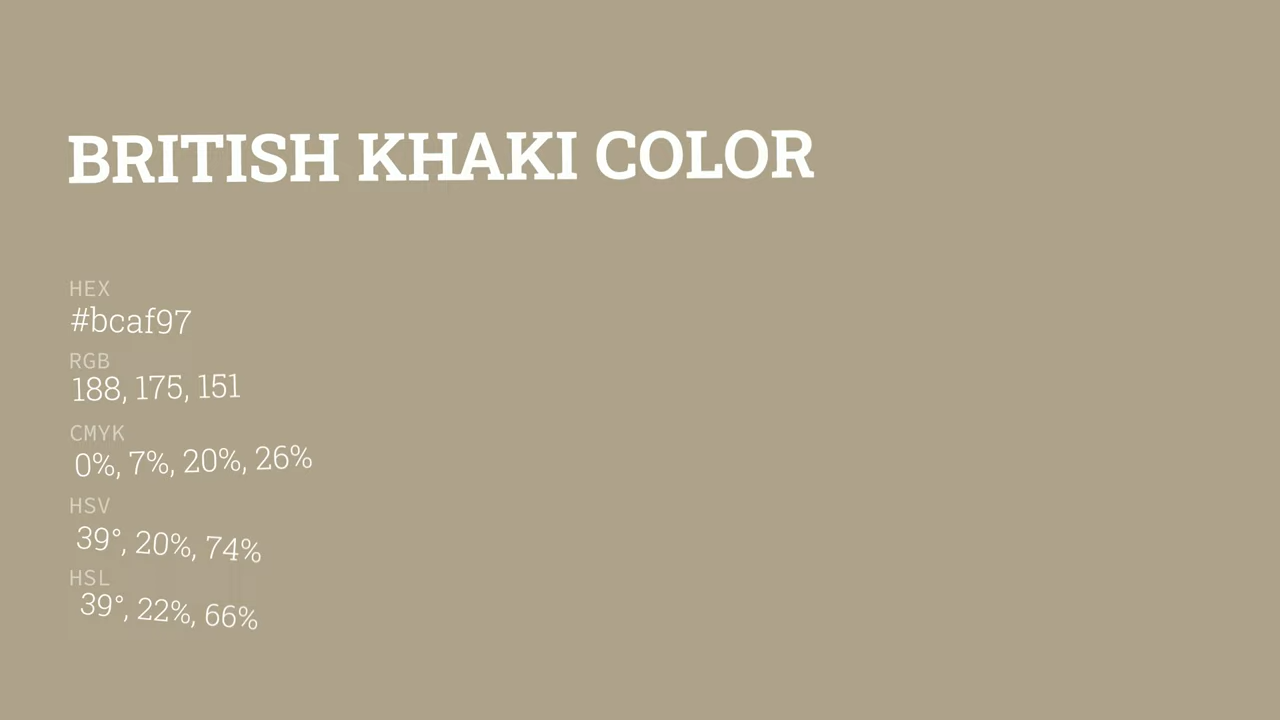 BRITISH KHAKI COLOR
HEX
#bcaf97
RGB
188, 175, 151
CMYK
0%, 7%, 20%, 26%
HSV
39°, 20%, 74%
HSL
39°, 22%, 66%